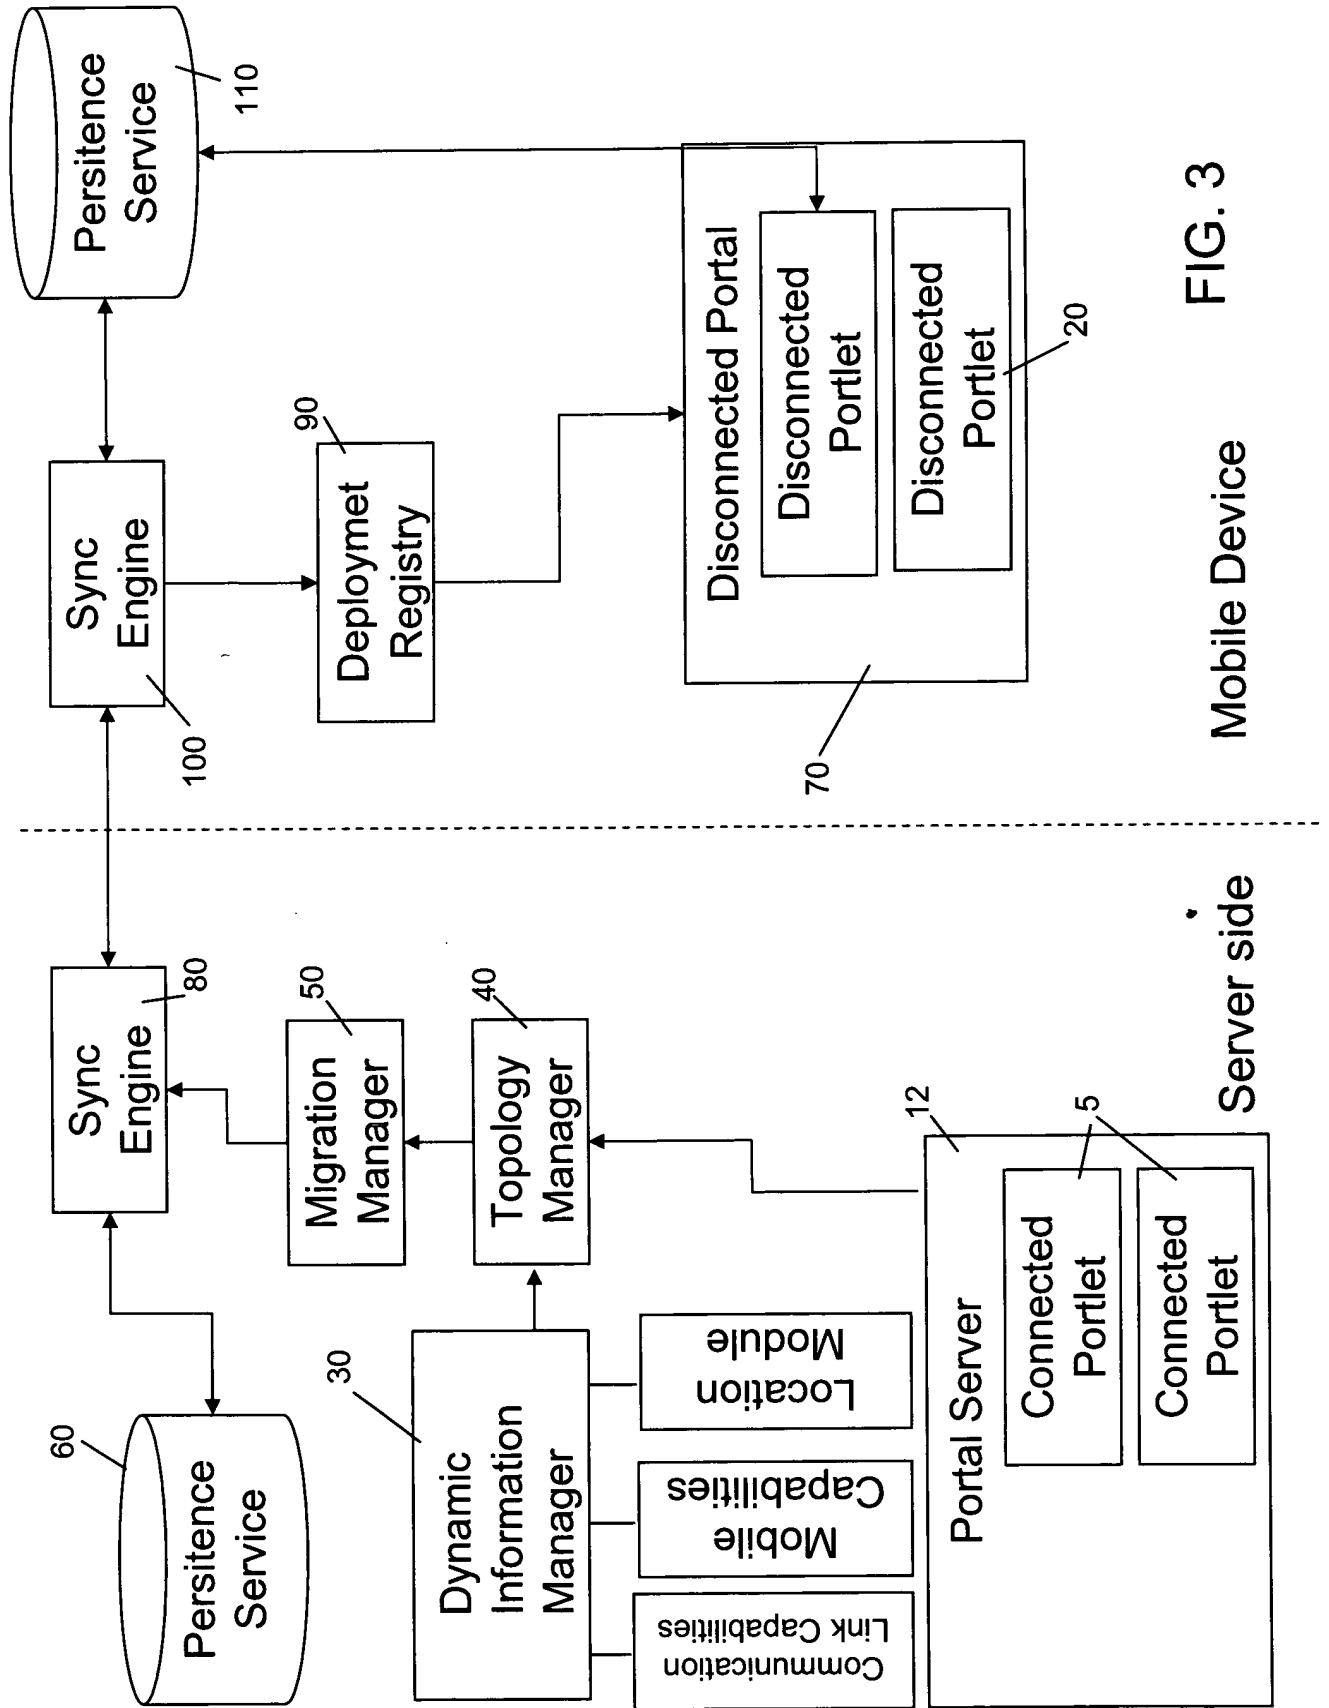 60
Persitence
Service
Sync
Engine
80
Sync
Engine
100
Persitence
Service
110
30
Dynamic
Information
Manager
50
Migration
Manager
40
Topology
Manager
90
Deploymet
Registry
Communication
Link Capabilities
Mobile
Capabilities
Location
Module
Portal Server
12
Connected
Portlet
5
Connected
Portlet
70
Disconnected Portal
Disconnected
Portlet
Disconnected
Portlet
20
Server side
Mobile Device
FIG. 3